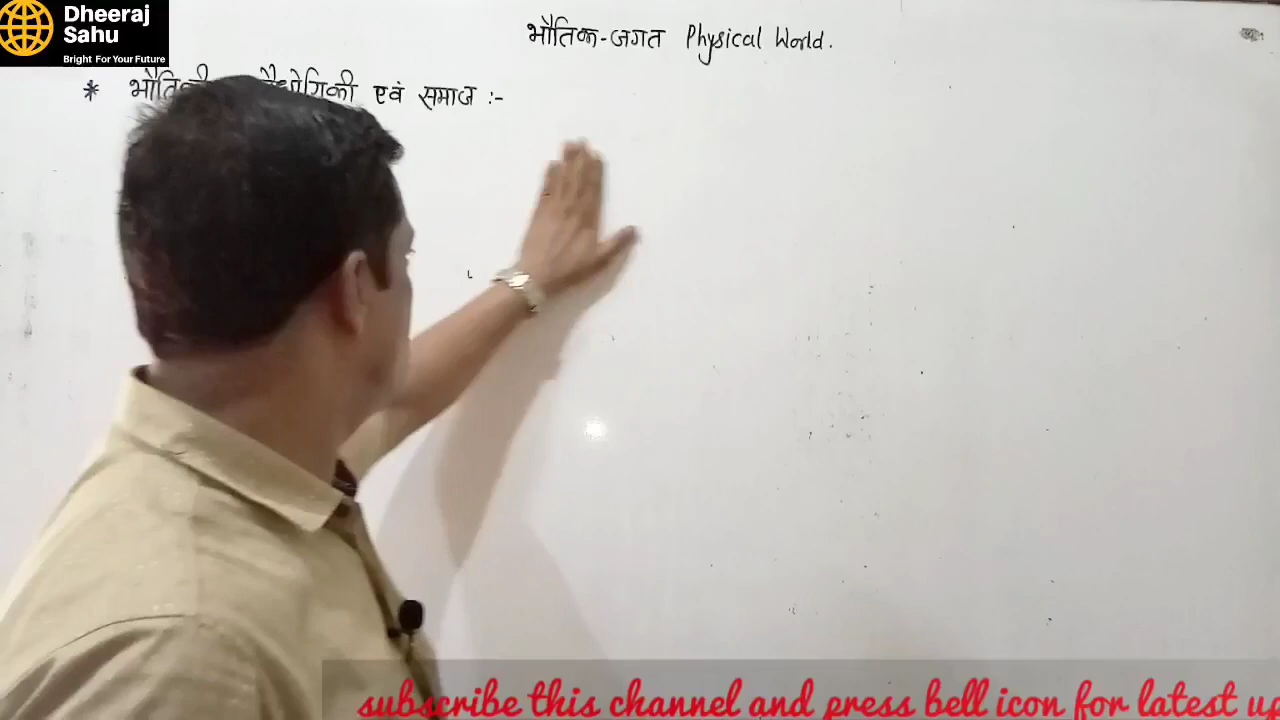 Dheeraj
Sahu
Bright For Your Future
भौतिक-जगत Physical World.
* एवं समाज :-
subscribe this channel and press bell icon for latest up